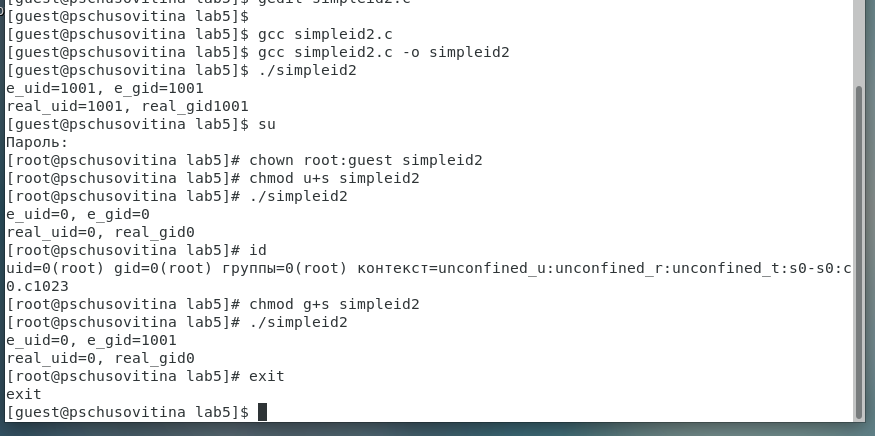 [guest@pschusovitina lab5]$ gedit simpleid2.c
[guest@pschusovitina lab5]$
[guest@pschusovitina lab5]$ gcc simpleid2.c
[guest@pschusovitina lab5]$ gcc simpleid2.c -o simpleid2
[guest@pschusovitina lab5]$ ./simpleid2
e_uid=1001, e_gid=1001
real_uid=1001, real_gid1001
[guest@pschusovitina lab5]$ su
Пароль:
[root@pschusovitina lab5]# chown root:guest simpleid2
[root@pschusovitina lab5]# chmod u+s simpleid2
[root@pschusovitina lab5]# ./simpleid2
e_uid=0, e_gid=0
real_uid=0, real_gid0
[root@pschusovitina lab5]# id
uid=0(root) gid=0(root) группы=0(root) контекст=unconfined_u:unconfined_r:unconfined_t:s0-s0:c
0.c1023
[root@pschusovitina lab5]# chmod g+s simpleid2
[root@pschusovitina lab5]# ./simpleid2
e_uid=0, e_gid=1001
real_uid=0, real_gid0
[root@pschusovitina lab5]# exit
exit
[guest@pschusovitina lab5]$